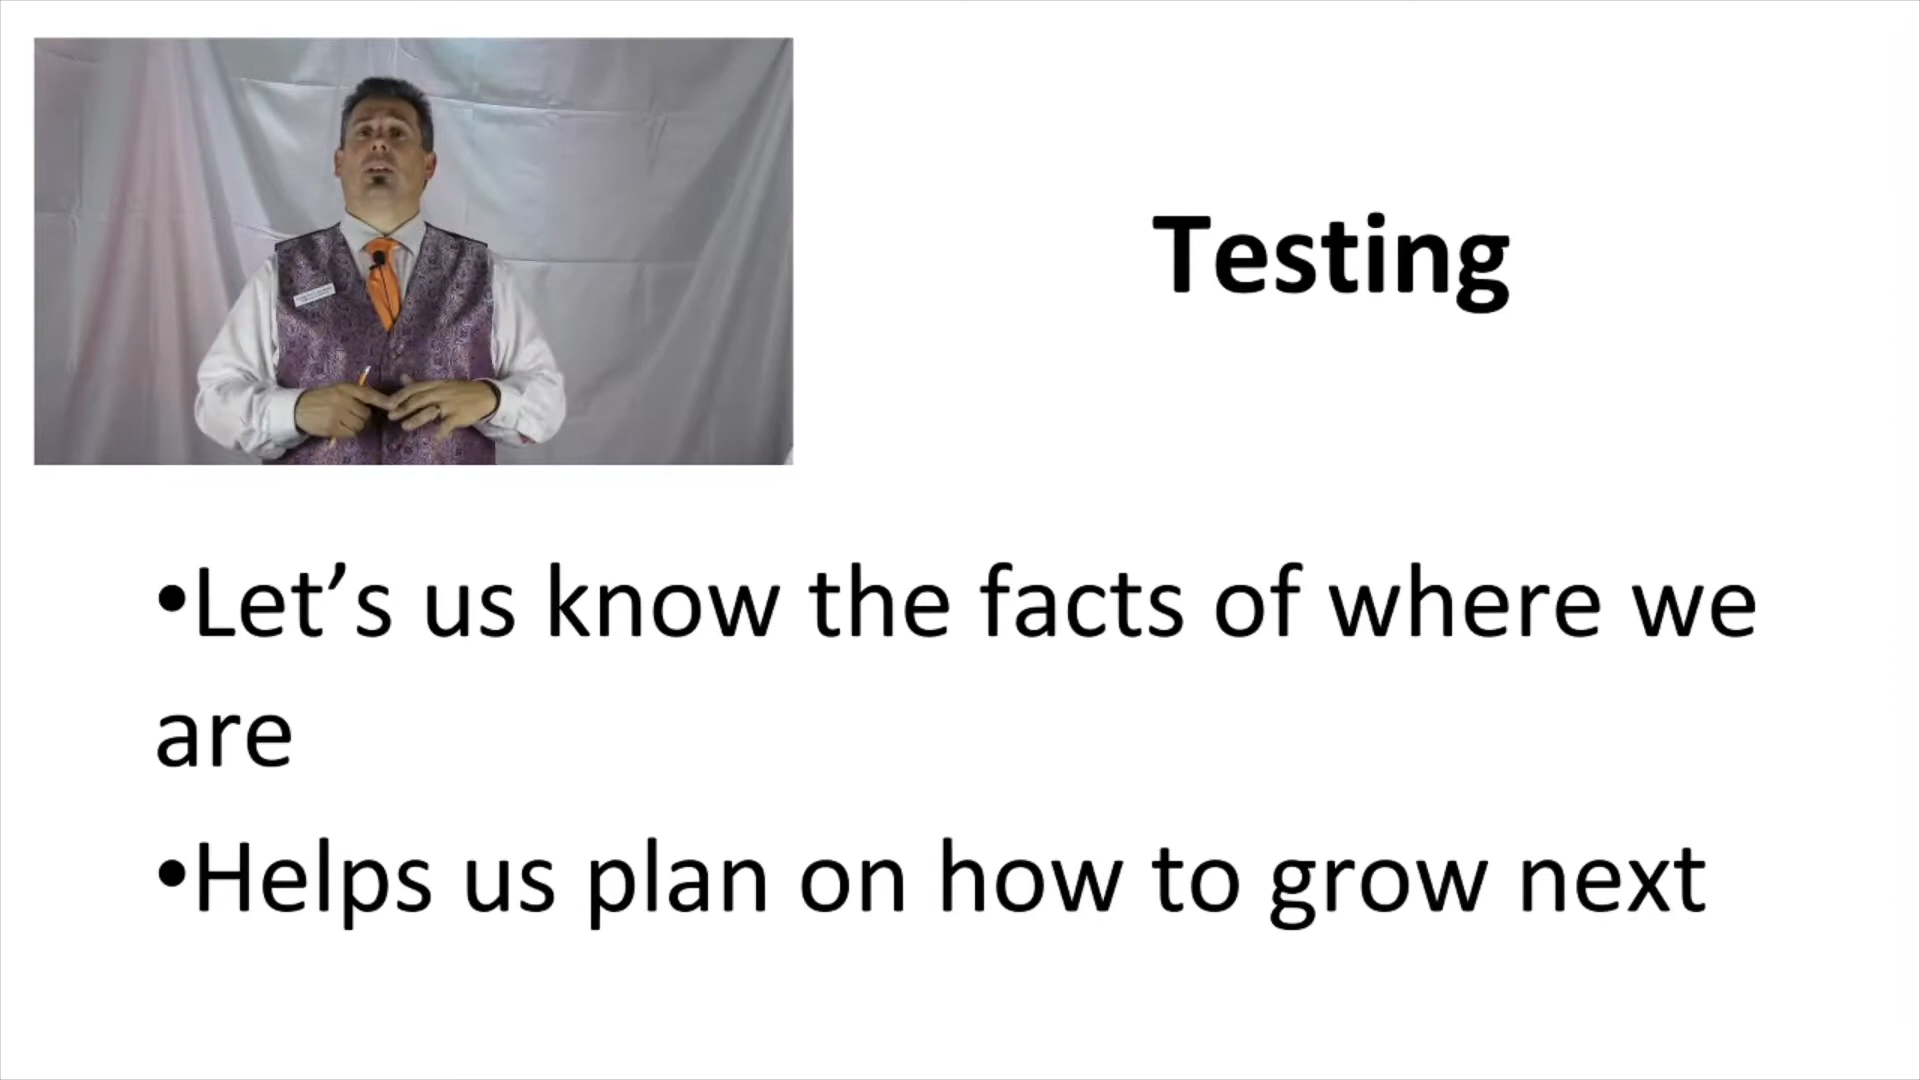 Testing
•Let’s us know the facts of where we
are
•Helps us plan on how to grow next